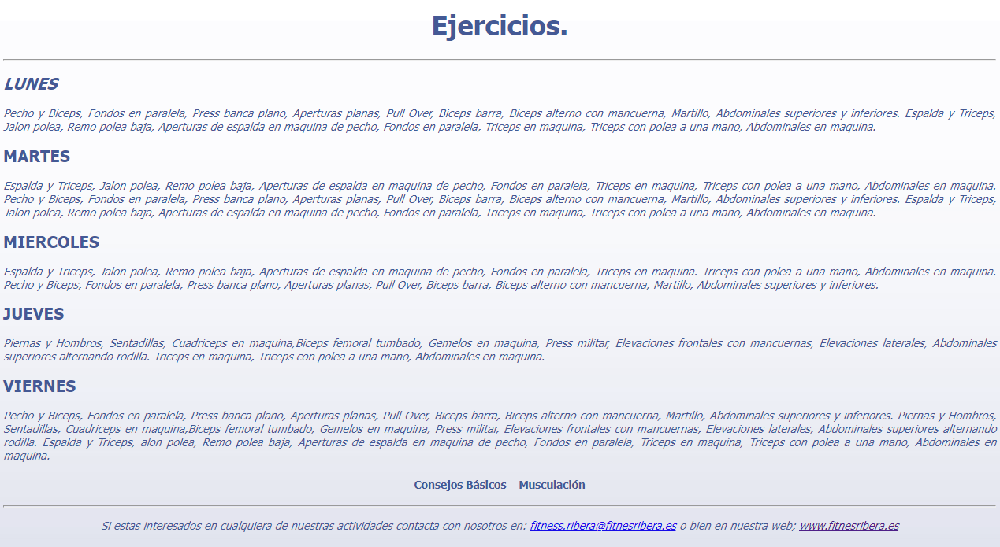 Ejercicios.
LUNES
Pecho y Biceps, Fondos en paralela, Press banca plano, Aperturas planas, Pull Over, Biceps barra, Biceps alterno con mancuerna, Martillo, Abdominales superiores y inferiores. Espalda y Triceps,
Jalon polea, Remo polea baja, Aperturas de espalda en maquina de pecho, Fondos en paralela, Triceps en maquina, Triceps con polea a una mano, Abdominales en maquina.
MARTES
Espalda y Triceps, Jalon polea, Remo polea baja, Aperturas de espalda en maquina de pecho, Fondos en paralela, Triceps en maquina, Triceps con polea a una mano, Abdominales en maquina.
Pecho y Biceps, Fondos en paralela, Press banca plano, Aperturas planas, Pull Over, Biceps barra, Biceps alterno con mancuerna, Martillo, Abdominales superiores y inferiores. Espalda y Triceps,
Jalon polea, Remo polea baja, Aperturas de espalda en maquina de pecho, Fondos en paralela, Triceps en maquina, Triceps con polea a una mano, Abdominales en maquina.
MIERCOLES
Espalda y Triceps, Jalon polea, Remo polea baja, Aperturas de espalda en maquina de pecho, Fondos en paralela, Triceps en maquina. Triceps con polea a una mano, Abdominales en maquina.
Pecho y Biceps, Fondos en paralela, Press banca plano, Aperturas planas, Pull Over, Biceps barra, Biceps alterno con mancuerna, Martillo, Abdominales superiores y inferiores.
JUEVES
Piernas y Hombros, Sentadillas, Cuadriceps en maquina,Biceps femoral tumbado, Gemelos en maquina, Press militar, Elevaciones frontales con mancuernas, Elevaciones laterales, Abdominales
superiores alternando rodilla. Triceps en maquina, Triceps con polea a una mano, Abdominales en maquina.
VIERNES
Pecho y Biceps, Fondos en paralela, Press banca plano, Aperturas planas, Pull Over, Biceps barra, Biceps alterno con mancuerna, Martillo, Abdominales superiores y inferiores. Piernas y Hombros,
Sentadillas, Cuadriceps en maquina,Biceps femoral tumbado, Gemelos en maquina, Press militar, Elevaciones frontales con mancuernas, Elevaciones laterales, Abdominales superiores alternando
rodilla. Espalda y Triceps, alon polea, Remo polea baja, Aperturas de espalda en maquina de pecho, Fondos en paralela, Triceps en maquina, Triceps con polea a una mano, Abdominales en
maquina.
Consejos Básicos Musculación
Si estas interesados en cualquiera de nuestras actividades contacta con nosotros en: fitness.ribera@fitnesribera.es o bien en nuestra web; www.fitnesribera.es